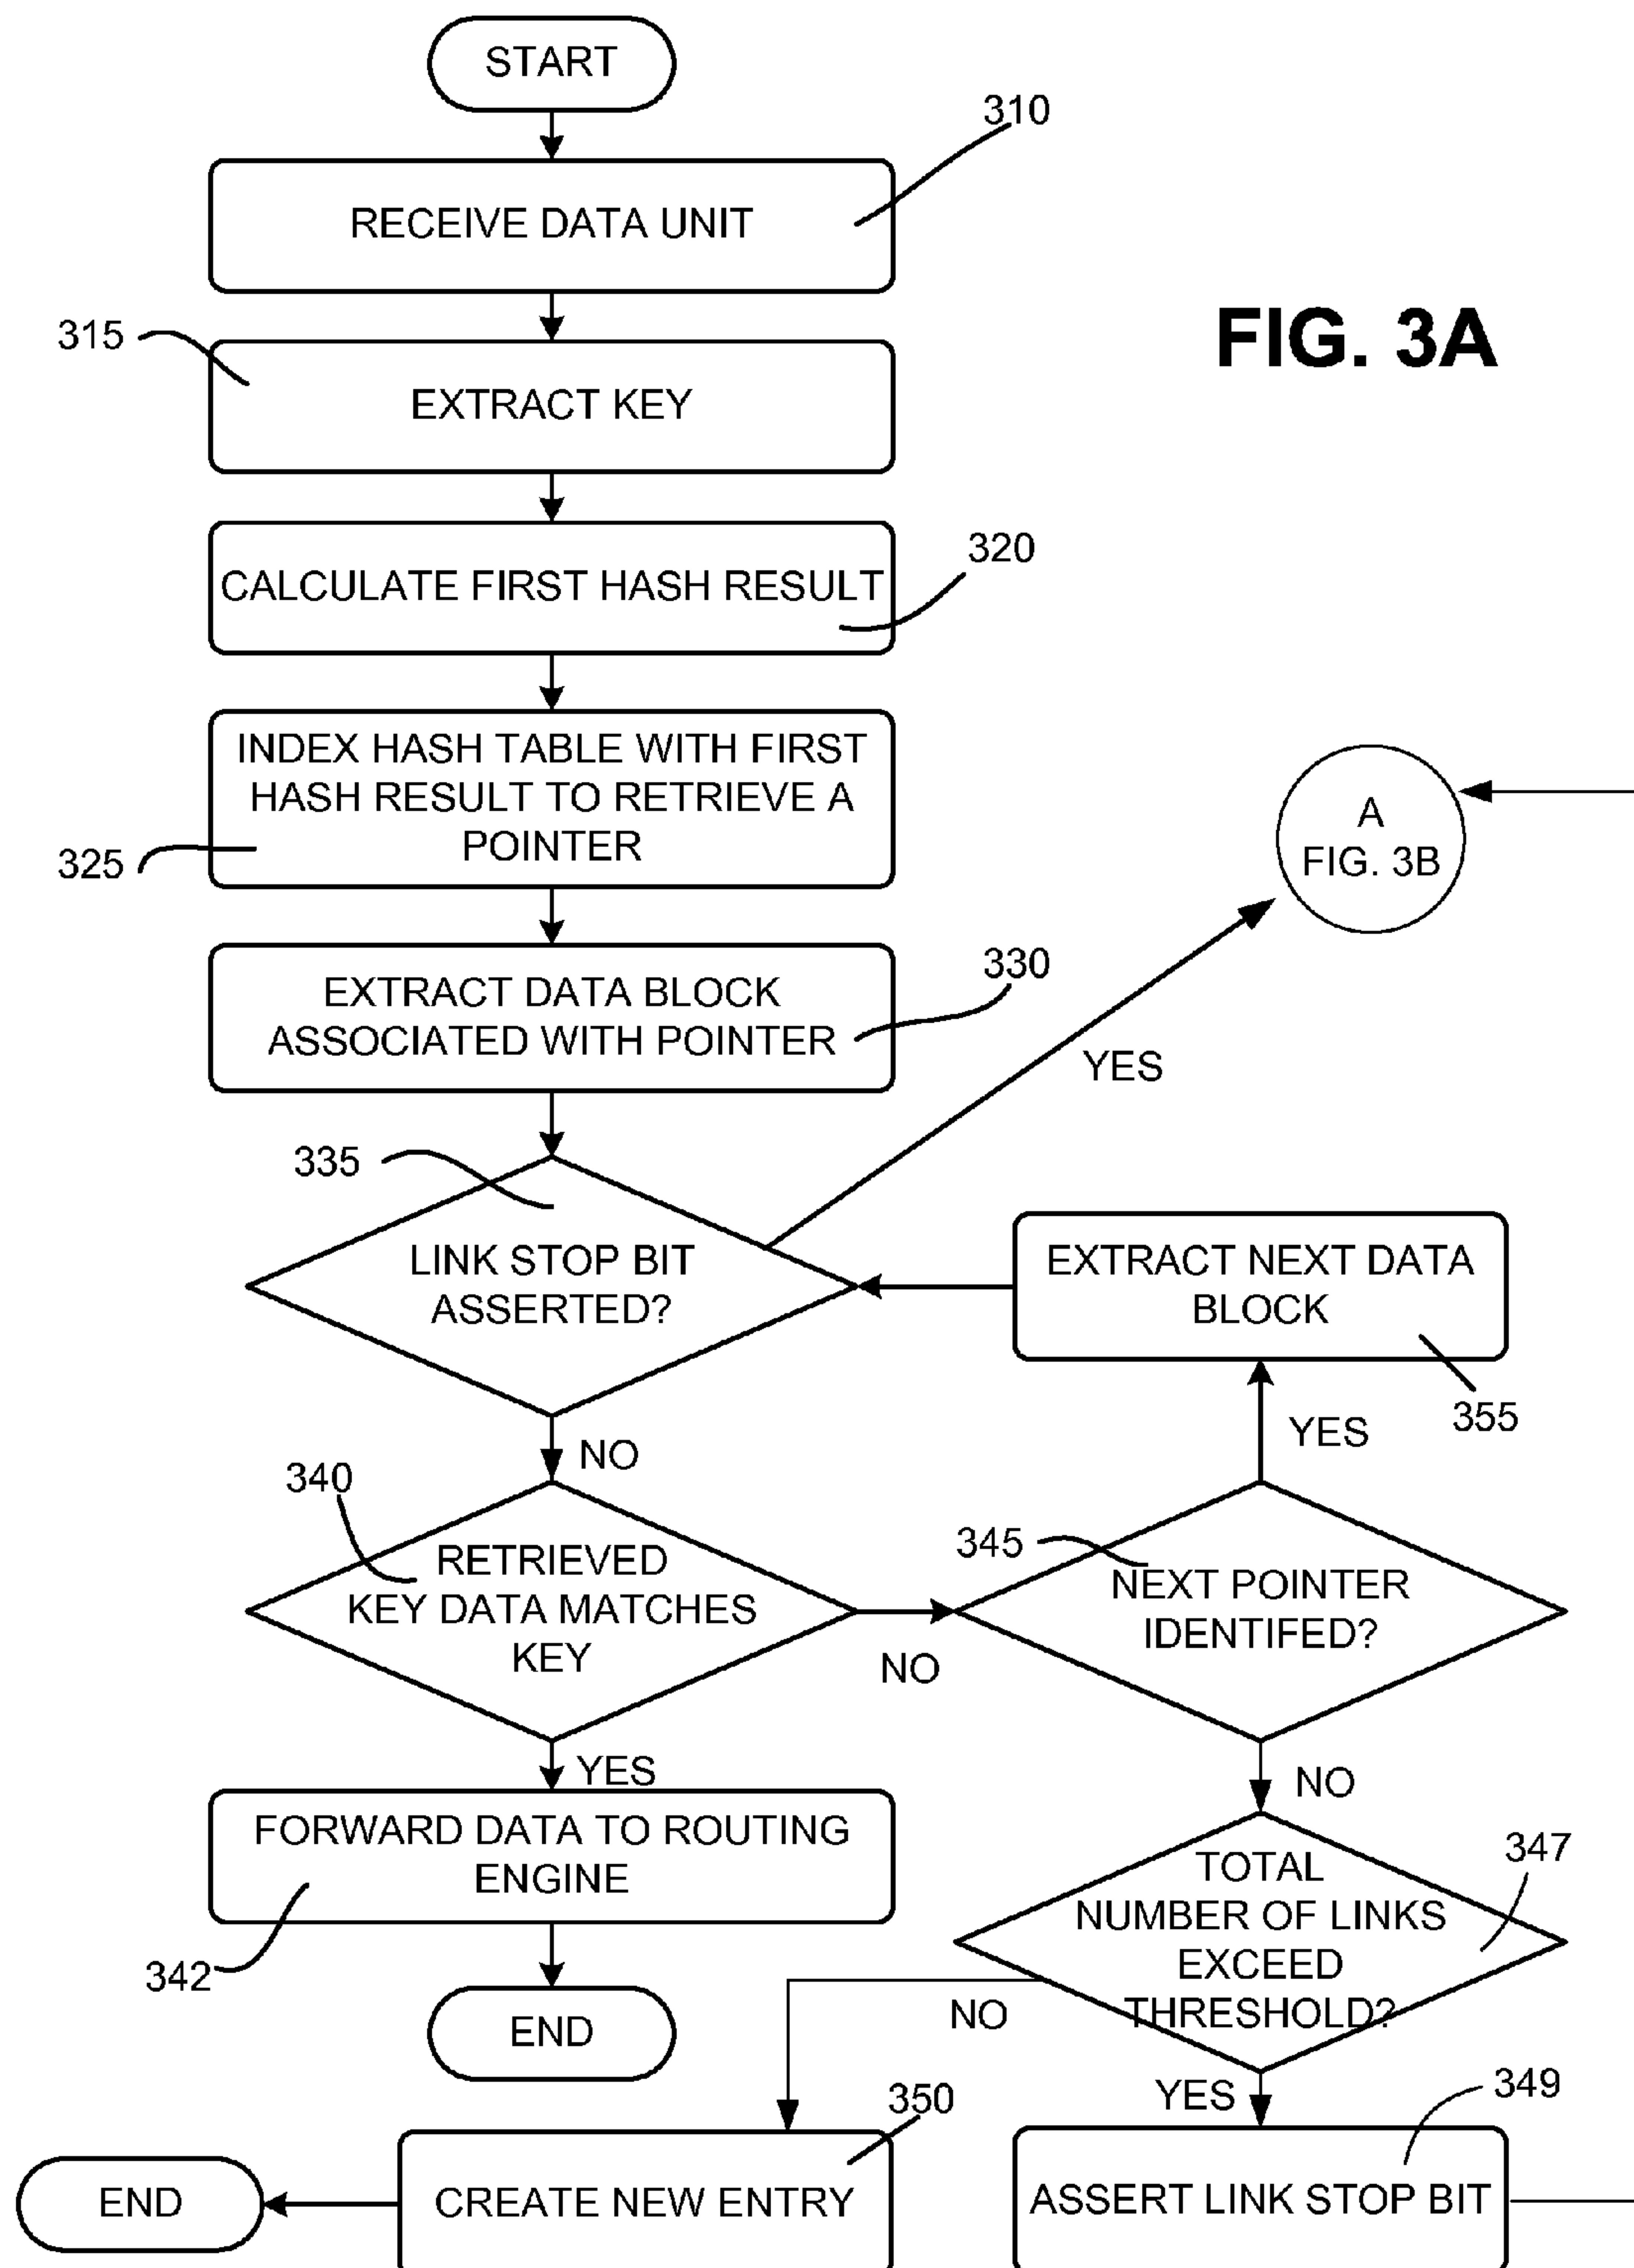 START
310
RECEIVE DATA UNIT
FIG. 3A
315
EXTRACT KEY
320
CALCULATE FIRST HASH RESULT
INDEX HASH TABLE WITH FIRST
HASH RESULT TO RETRIEVE A
POINTER
325
A
FIG. 3B
330
EXTRACT DATA BLOCK
ASSOCIATED WITH POINTER
YES
335
LINK STOP BIT
ASSERTED?
EXTRACT NEXT DATA
BLOCK
355
YES
NO
340
RETRIEVED
KEY DATA MATCHES
KEY
345
NEXT POINTER
IDENTIFED?
NO
YES
NO
FORWARD DATA TO ROUTING
ENGINE
342
347
TOTAL
NUMBER OF LINKS
EXCEED
THRESHOLD?
NO
END
YES
349
350
END
CREATE NEW ENTRY
ASSERT LINK STOP BIT